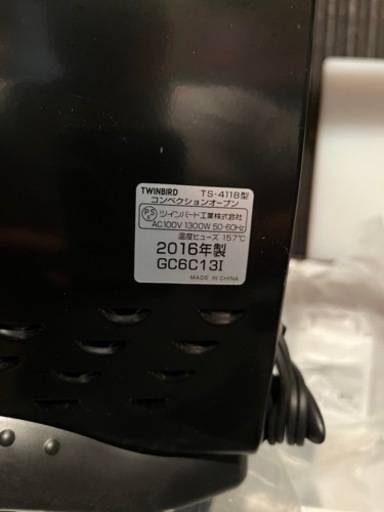 TWINBIRD TS-4118型
コンベクションオーブン
PS E ツインバード工業株式会社
AC100V 1300W 50-60Hz
温度ヒューズ 157℃
2016年製
GC6C13I
MADE IN CHINA